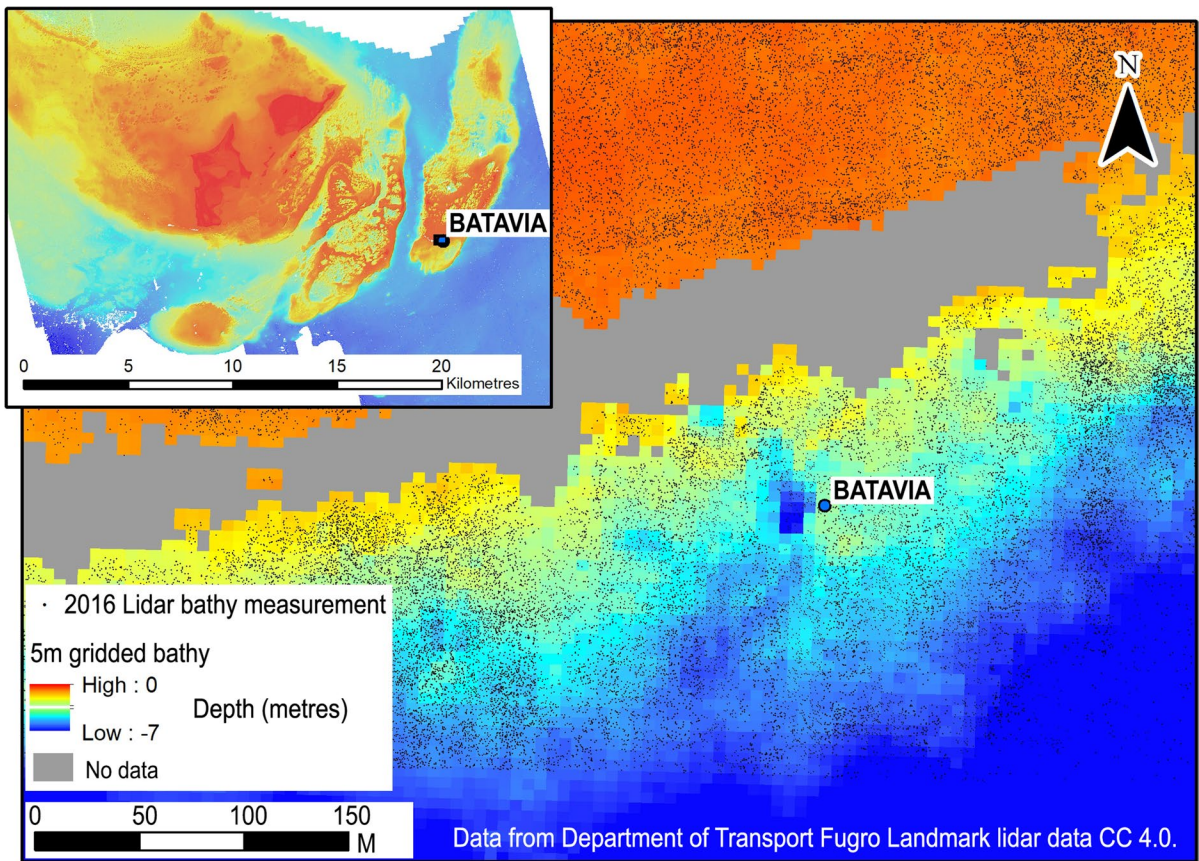 BATAVIA
0 5 10 15 20
Kilometres
N
BATAVIA
· 2016 Lidar bathy measurement
5m gridded bathy
High : 0
Depth (metres)
Low : -7
No data
0 50 100 150
M
Data from Department of Transport Fugro Landmark lidar data CC 4.0.